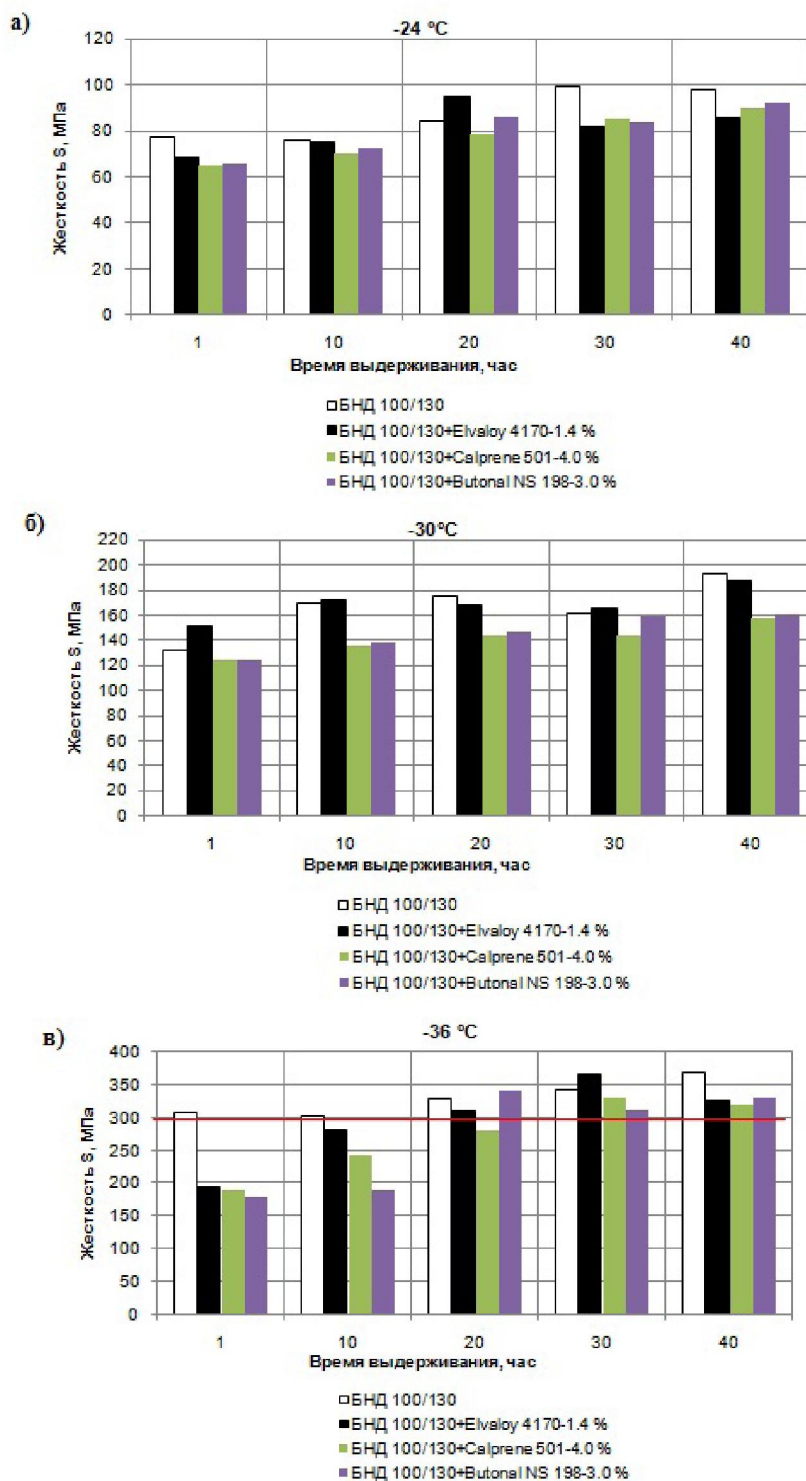 а)
-24 °С
Жесткость S, МПа
120
100
80
60
40
20
0
1 10 20 30 40
Время выдерживания, час
БНД 100/130
БНД 100/130+Elvaloy 4170-1.4 %
БНД 100/130+Calprene 501-4.0 %
БНД 100/130+Butonal NS 198-3.0 %
б)
-30°С
Жесткость S, МПа
220
200
180
160
140
120
100
80
60
40
20
0
1 10 20 30 40
Время выдерживания, час
БНД 100/130
БНД 100/130+Elvaloy 4170-1.4 %
БНД 100/130+Calprene 501-4.0 %
БНД 100/130+Butonal NS 198-3.0 %
в)
-36 °С
Жесткость S, МПа
400
350
300
250
200
150
100
50
0
1 10 20 30 40
Время выдерживания, час
БНД 100/130
БНД 100/130+Elvaloy 4170-1.4 %
БНД 100/130+Calprene 501-4.0 %
БНД 100/130+Butonal NS 198-3.0 %